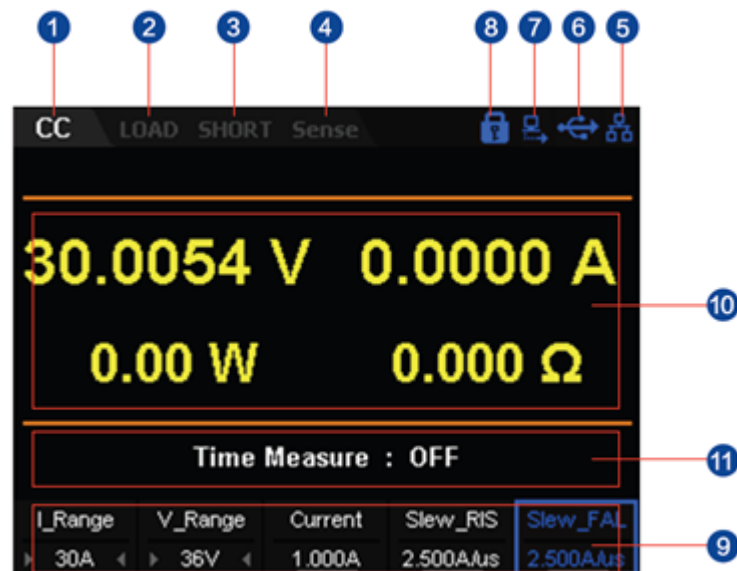 1 2 3 4 8 7 6 5
CC LOAD SHORT Sense
30.0054 V 0.0000 A
10
0.00 W 0.000 Ω
Time Measure : OFF
11
I_Range V_Range Current Slew_RIS Slew_FAL
30A 36V 1.000A 2.500A/us 2.500A/us
9